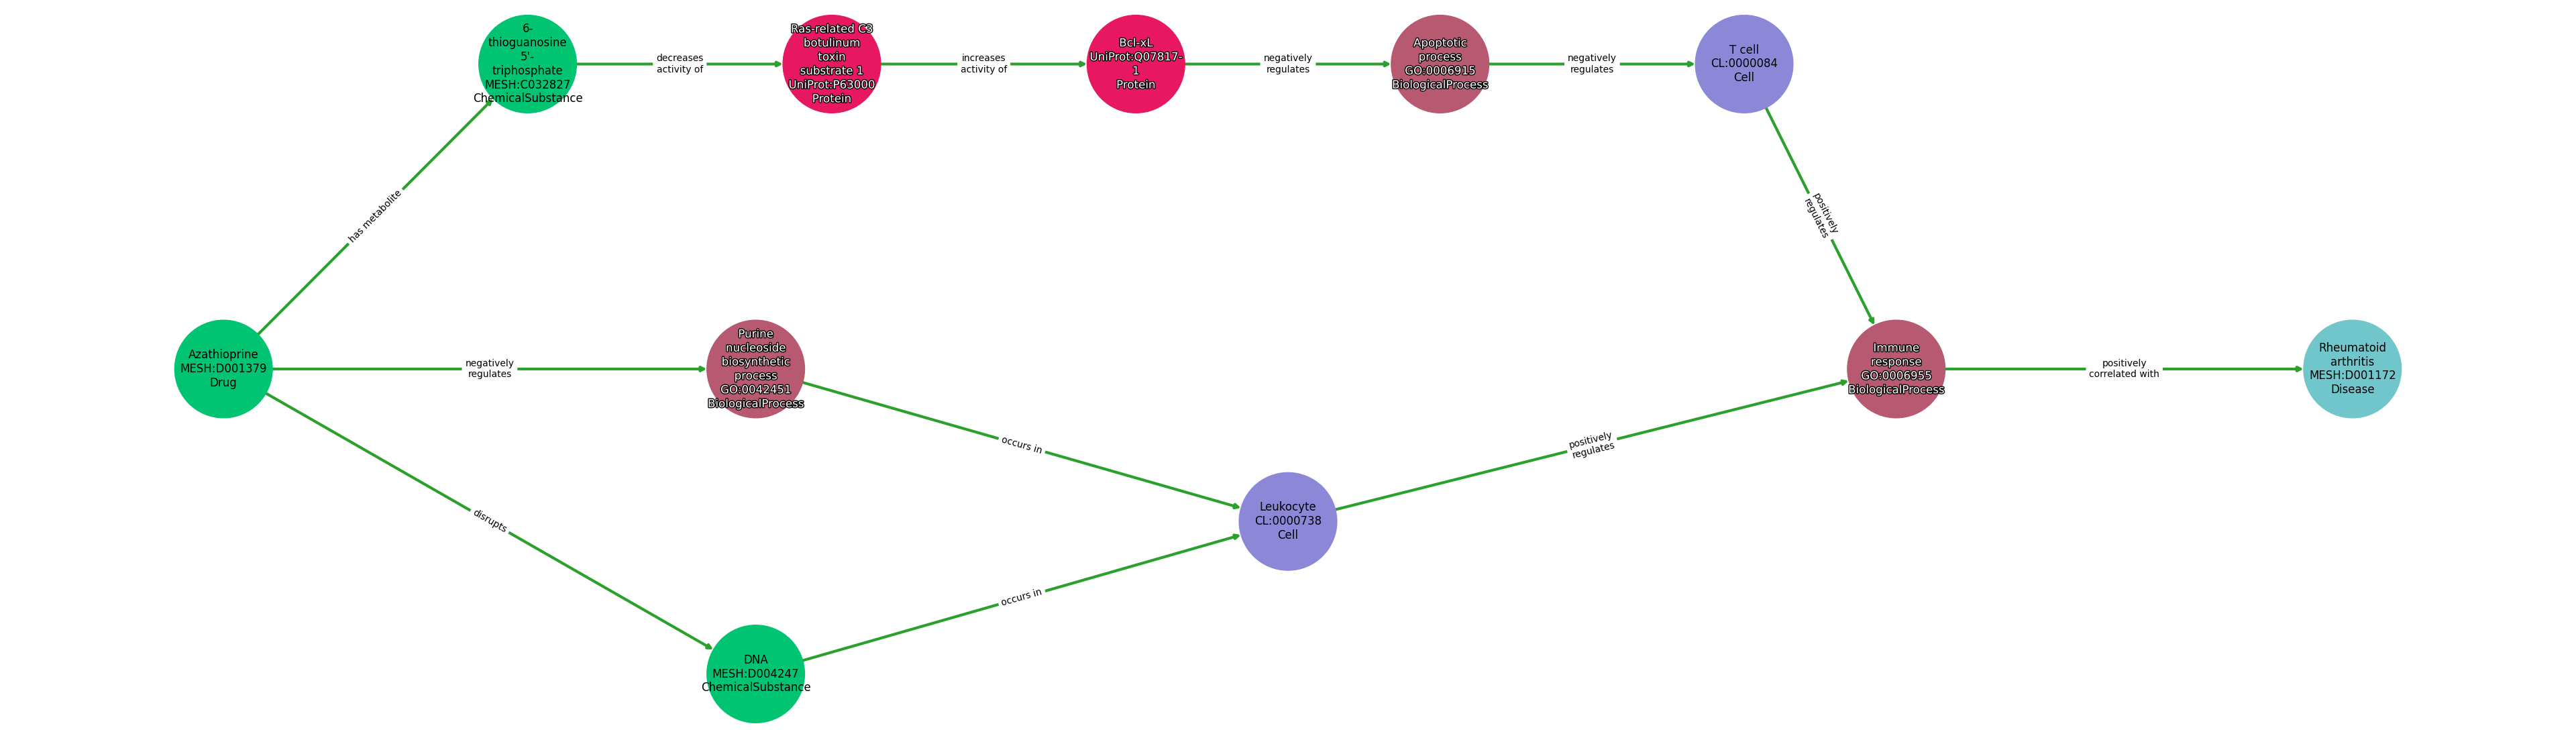 6-
thioguanosine
5'-
triphosphate
MESH:C032827
ChemicalSubstance
decreases
activity of
Ras-related C3
botulinum
toxin
substrate 1
UniProt:P63000
Protein
increases
activity of
Bcl-xL
UniProt:Q07817-
1
Protein
negatively
regulates
Apoptotic
process
GO:0006915
BiologicalProcess
negatively
regulates
T cell
CL:0000084
Cell
has metabolite
positively
regulates
Azathioprine
MESH:D001379
Drug
negatively
regulates
Purine
nucleoside
biosynthetic
process
GO:0042451
BiologicalProcess
Immune
response
GO:0006955
BiologicalProcess
positively
correlated with
Rheumatoid
arthritis
MESH:D001172
Disease
occurs in
positively
regulates
disrupts
Leukocyte
CL:0000738
Cell
occurs in
DNA
MESH:D004247
ChemicalSubstance